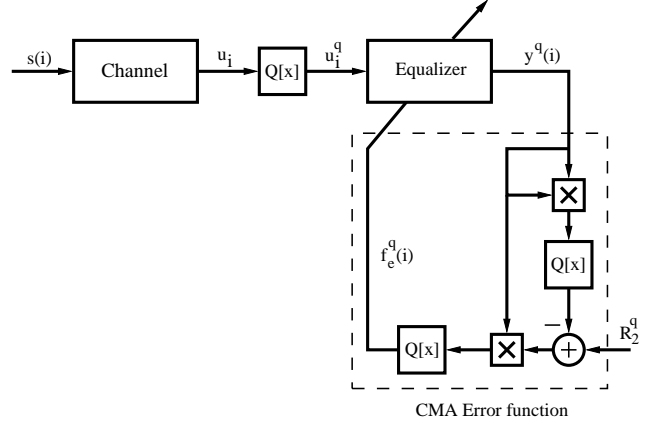 s(i)
Channel
u_i
Q[x]
u_i^q
Equalizer
y^q(i)
×
Q[x]
f_e^q(i)
−
R_2^q
Q[x]
×
+
CMA Error function